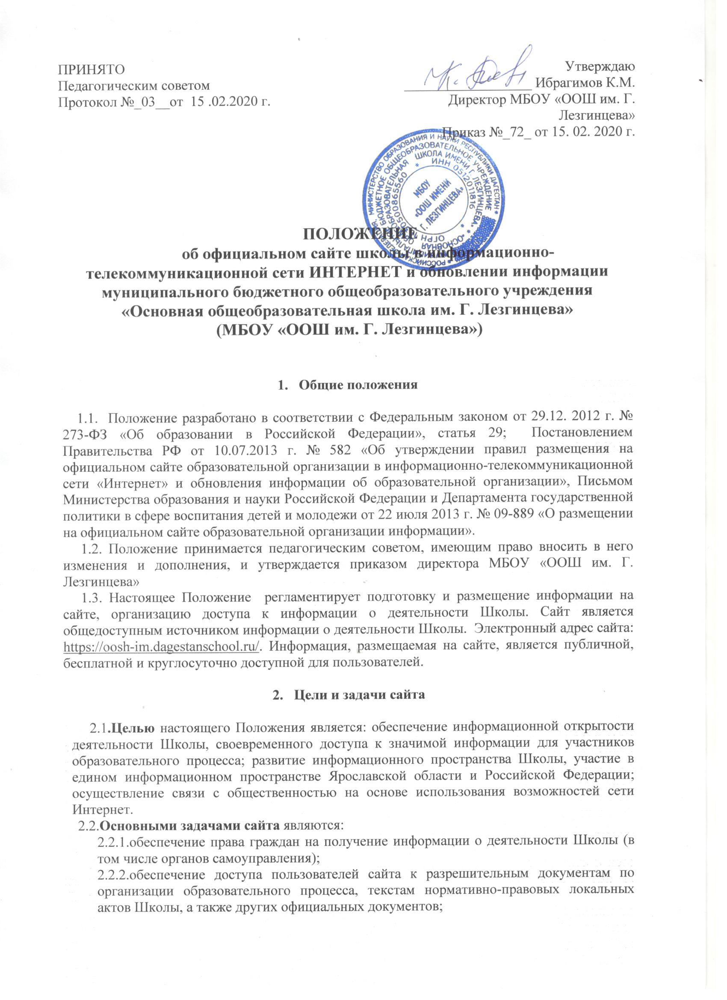 ПРИНЯТО
Педагогическим советом
Протокол №_03__от  15 .02.2020 г.
Утверждаю
__________________ Ибрагимов К.М.
Директор МБОУ «ООШ им. Г.
Лезгинцева»
Приказ №_72_ от 15. 02. 2020 г.
МИНИСТЕРСТВО ОБРАЗОВАНИЯ И НАУКИ РЕСПУБЛИКИ ДАГЕСТАН *
БЮДЖЕТНОЕ ОБЩЕОБРАЗОВАТЕЛЬНОЕ УЧРЕЖДЕНИЕ
ШКОЛА ИМЕНИ Г. ЛЕЗГИНЦЕВА» * «ОСНОВНАЯ
* ИНН 0512011816 *
ОГРН
МБОУ
«ООШ ИМЕНИ
Г. ЛЕЗГИНЦЕВА»
ПОЛОЖЕНИЕ
об официальном сайте школы в информационно-
телекоммуникационной сети ИНТЕРНЕТ и обновлении информации
муниципального бюджетного общеобразовательного учреждения
«Основная общеобразовательная школа им. Г. Лезгинцева»
(МБОУ «ООШ им. Г. Лезгинцева»)
1.   Общие положения
1.1.  Положение разработано в соответствии с Федеральным законом от 29.12. 2012 г. №
273-ФЗ «Об образовании в Российской Федерации», статья 29;  Постановлением
Правительства РФ от 10.07.2013 г. № 582 «Об утверждении правил размещения на
официальном сайте образовательной организации в информационно-телекоммуникационной
сети «Интернет» и обновления информации об образовательной организации», Письмом
Министерства образования и науки Российской Федерации и Департамента государственной
политики в сфере воспитания детей и молодежи от 22 июля 2013 г. № 09-889 «О размещении
на официальном сайте образовательной организации информации».
1.2. Положение принимается педагогическим советом, имеющим право вносить в него
изменения и дополнения, и утверждается приказом директора МБОУ «ООШ им. Г.
Лезгинцева»
1.3. Настоящее Положение  регламентирует подготовку и размещение информации на
сайте, организацию доступа к информации о деятельности Школы. Сайт является
общедоступным источником информации о деятельности Школы.  Электронный адрес сайта:
https://oosh-im.dagestanschool.ru/. Информация, размещаемая на сайте, является публичной,
бесплатной и круглосуточно доступной для пользователей.
2.   Цели и задачи сайта
2.1.Целью настоящего Положения является: обеспечение информационной открытости
деятельности Школы, своевременного доступа к значимой информации для участников
образовательного процесса; развитие информационного пространства Школы, участие в
едином информационном пространстве Ярославской области и Российской Федерации;
осуществление связи с общественностью на основе использования возможностей сети
Интернет.
2.2.Основными задачами сайта являются:
2.2.1.обеспечение права граждан на получение информации о деятельности Школы (в
том числе органов самоуправления);
2.2.2.обеспечение доступа пользователей сайта к разрешительным документам по
организации образовательного процесса, текстам нормативно-правовых локальных
актов Школы, а также других официальных документов;